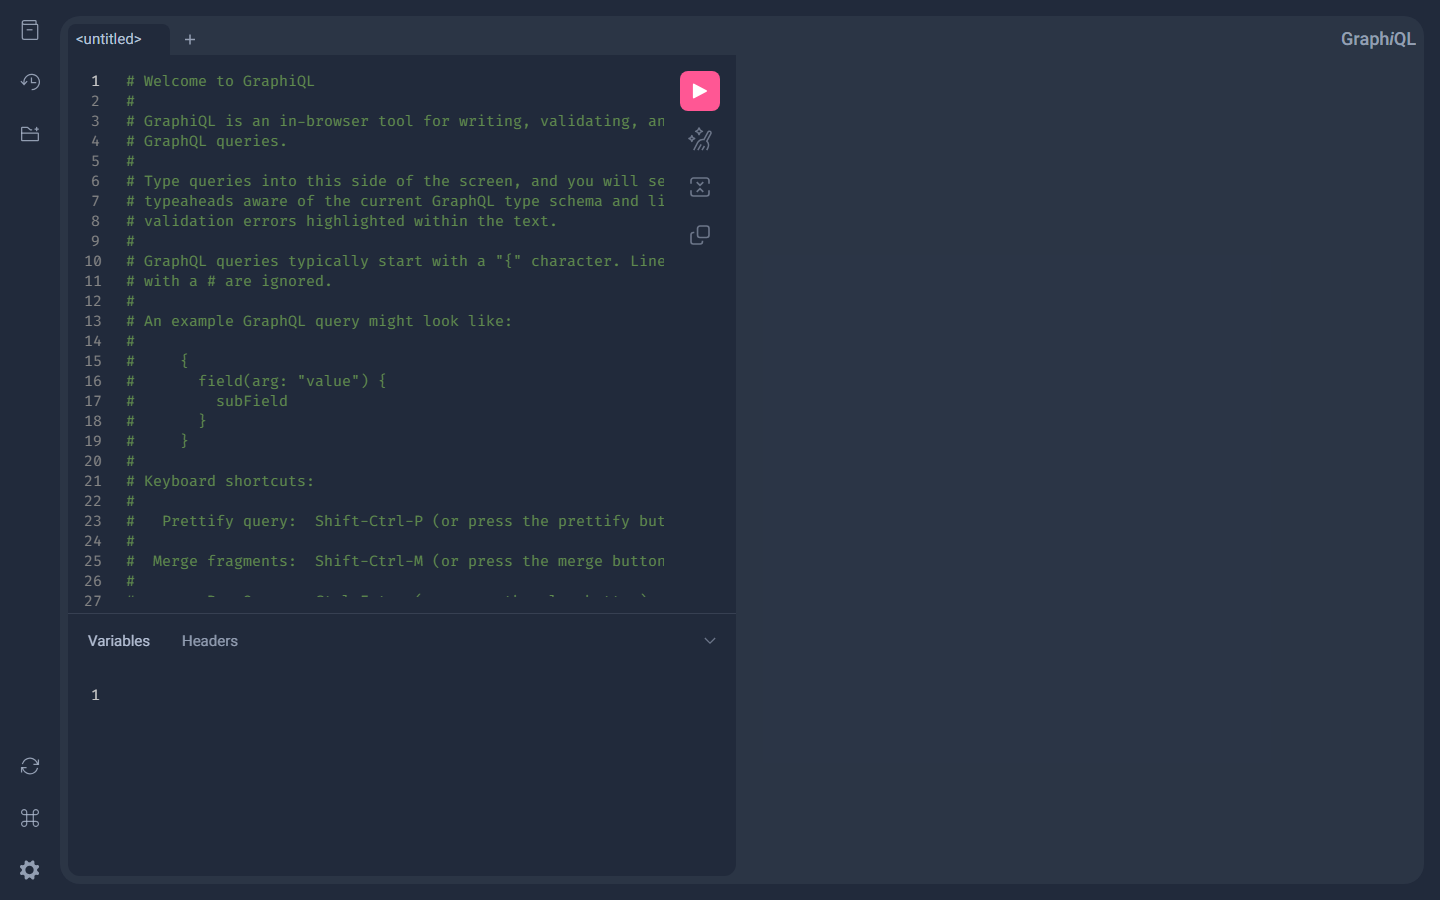 <untitled>
GraphiQL
1 # Welcome to GraphiQL
2 #
3 # GraphiQL is an in-browser tool for writing, validating, an
4 # GraphQL queries.
5 #
6 # Type queries into this side of the screen, and you will se
7 # typeaheads aware of the current GraphQL type schema and li
8 # validation errors highlighted within the text.
9 #
10 # GraphQL queries typically start with a "{" character. Line
11 # with a # are ignored.
12 #
13 # An example GraphQL query might look like:
14 #
15 #     {
16 #       field(arg: "value") {
17 #         subField
18 #       }
19 #     }
20 #
21 # Keyboard shortcuts:
22 #
23 #   Prettify query:  Shift-Ctrl-P (or press the prettify but
24 #
25 #  Merge fragments:  Shift-Ctrl-M (or press the merge button
26 #
27
Variables Headers
1